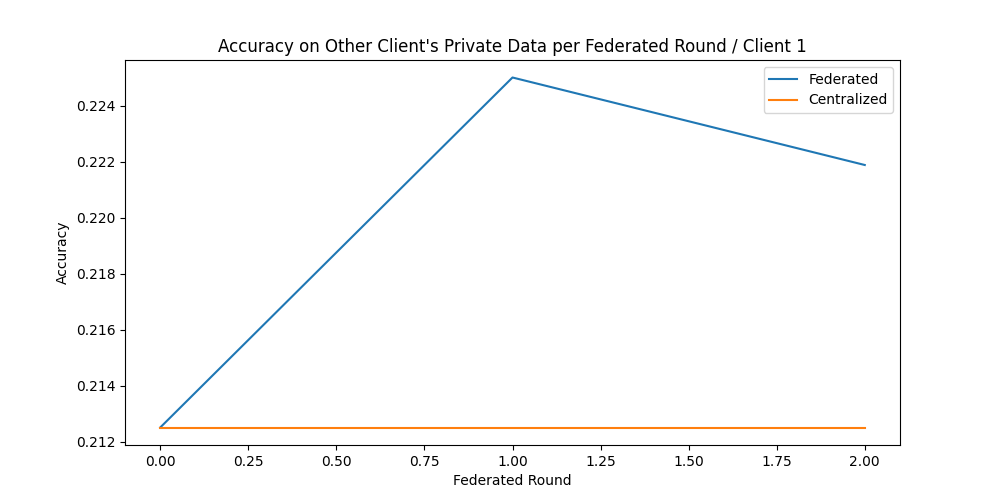 Accuracy on Other Client's Private Data per Federated Round / Client 1
Federated
Centralized
0.224
0.222
0.220
0.218
0.216
0.214
0.212
Accuracy
0.00 0.25 0.50 0.75 1.00 1.25 1.50 1.75 2.00
Federated Round